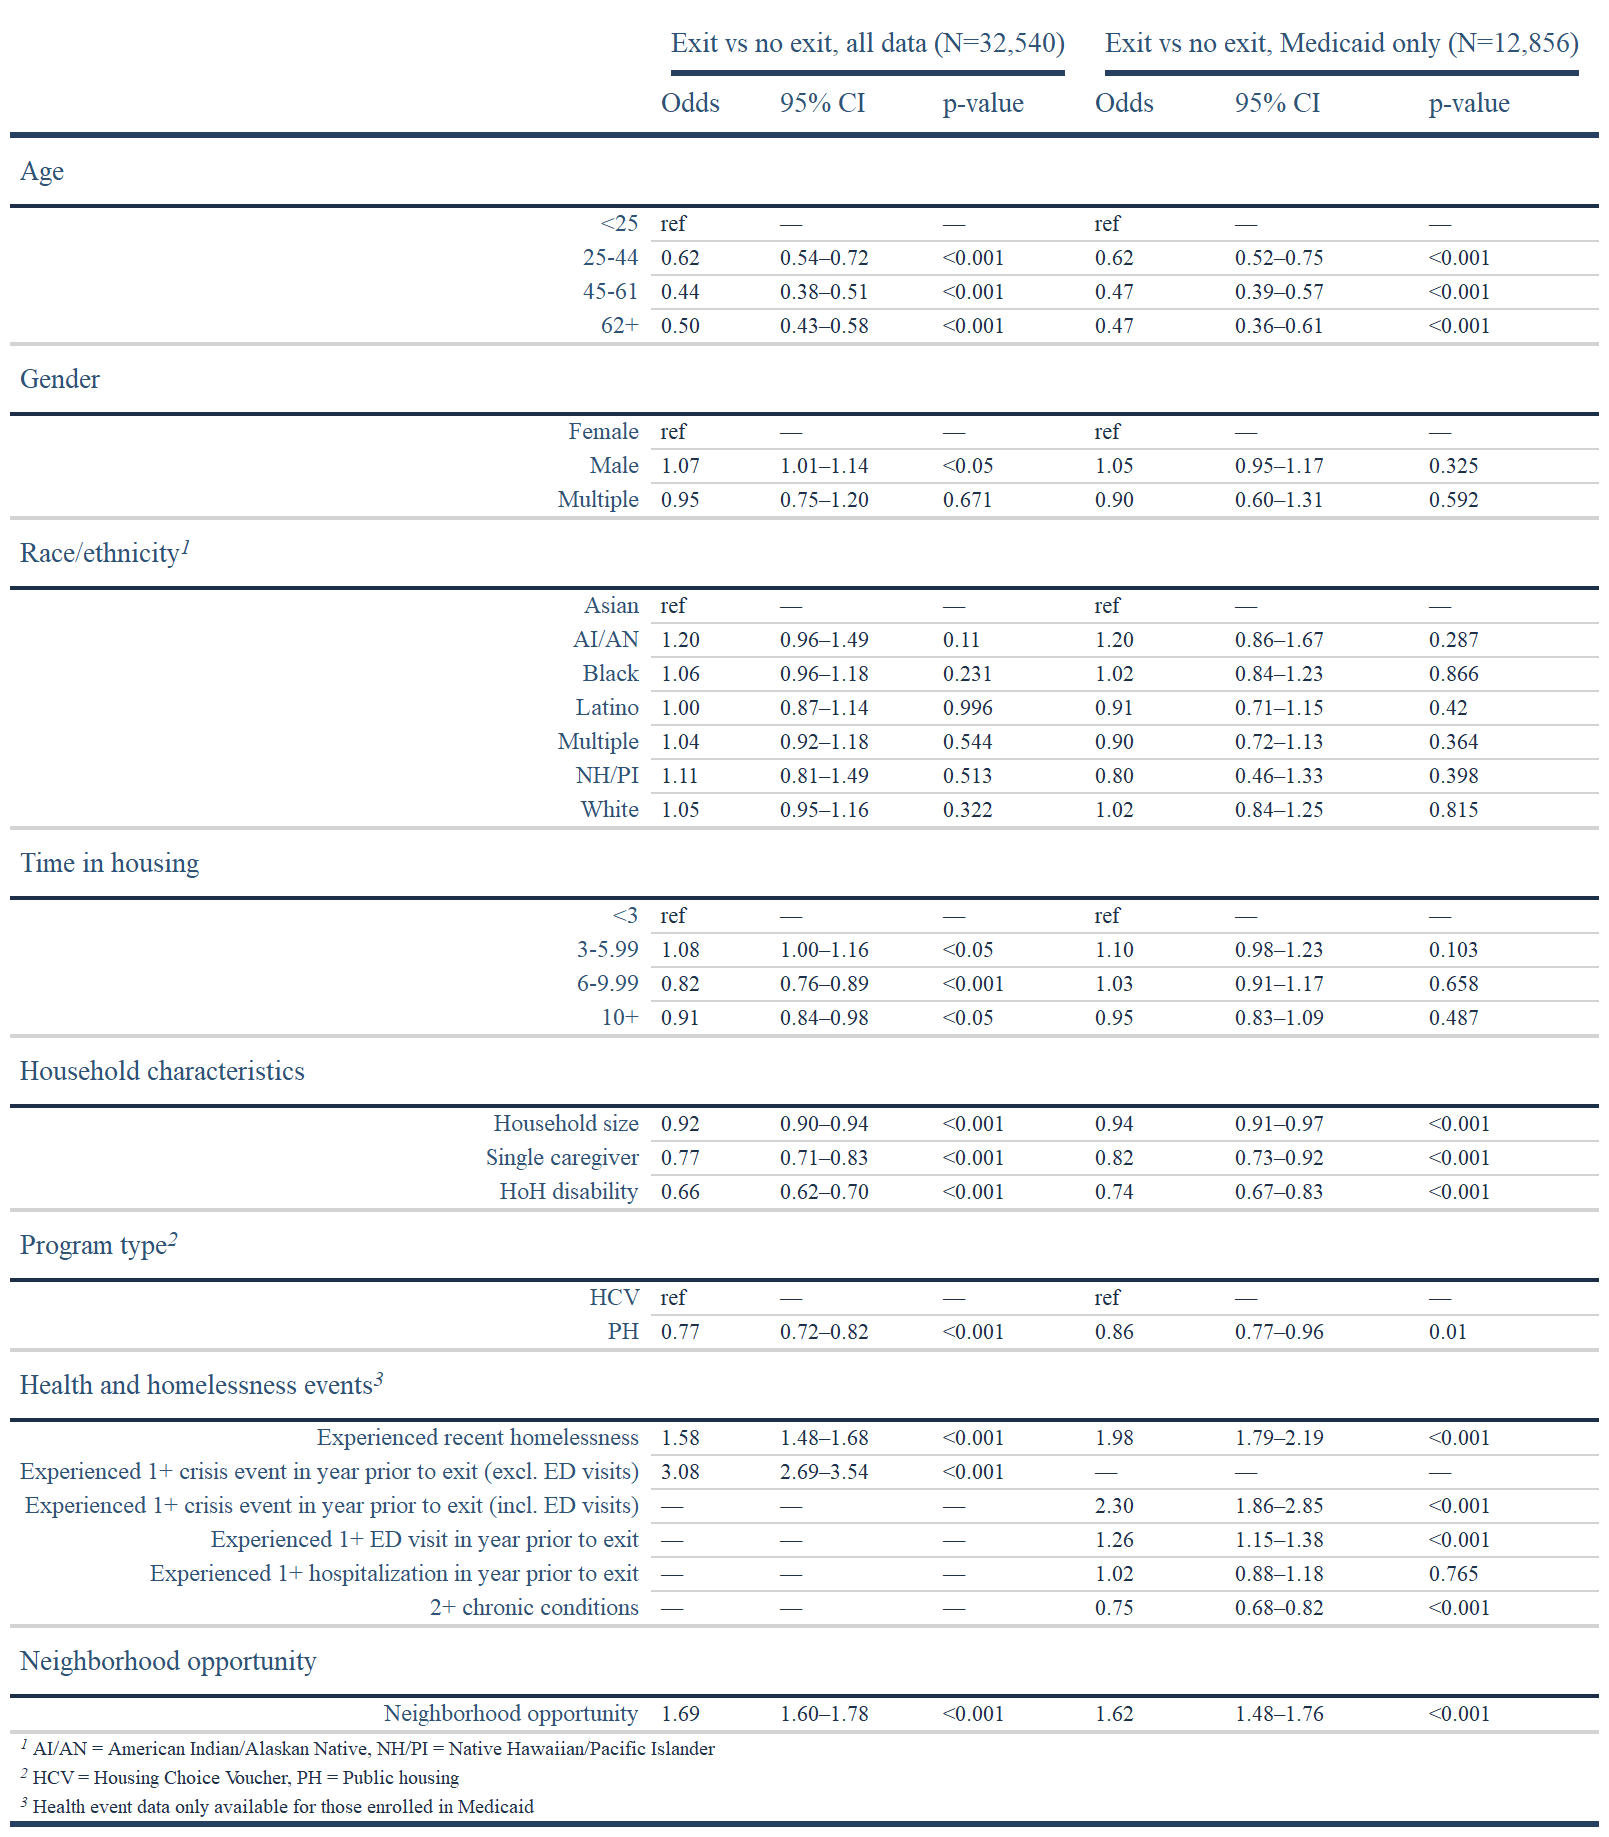 Exit vs no exit, all data (N=32,540) Exit vs no exit, Medicaid only (N=12,856)
Odds 95% CI p-value Odds 95% CI p-value
Age
<25 ref — — ref — —
25-44 0.62 0.54–0.72 <0.001 0.62 0.52–0.75 <0.001
45-61 0.44 0.38–0.51 <0.001 0.47 0.39–0.57 <0.001
62+ 0.50 0.43–0.58 <0.001 0.47 0.36–0.61 <0.001
Gender
Female ref — — ref — —
Male 1.07 1.01–1.14 <0.05 1.05 0.95–1.17 0.325
Multiple 0.95 0.75–1.20 0.671 0.90 0.60–1.31 0.592
Race/ethnicity1
Asian ref — — ref — —
AI/AN 1.20 0.96–1.49 0.11 1.20 0.86–1.67 0.287
Black 1.06 0.96–1.18 0.231 1.02 0.84–1.23 0.866
Latino 1.00 0.87–1.14 0.996 0.91 0.71–1.15 0.42
Multiple 1.04 0.92–1.18 0.544 0.90 0.72–1.13 0.364
NH/PI 1.11 0.81–1.49 0.513 0.80 0.46–1.33 0.398
White 1.05 0.95–1.16 0.322 1.02 0.84–1.25 0.815
Time in housing
<3 ref — — ref — —
3-5.99 1.08 1.00–1.16 <0.05 1.10 0.98–1.23 0.103
6-9.99 0.82 0.76–0.89 <0.001 1.03 0.91–1.17 0.658
10+ 0.91 0.84–0.98 <0.05 0.95 0.83–1.09 0.487
Household characteristics
Household size 0.92 0.90–0.94 <0.001 0.94 0.91–0.97 <0.001
Single caregiver 0.77 0.71–0.83 <0.001 0.82 0.73–0.92 <0.001
HoH disability 0.66 0.62–0.70 <0.001 0.74 0.67–0.83 <0.001
Program type2
HCV ref — — ref — —
PH 0.77 0.72–0.82 <0.001 0.86 0.77–0.96 0.01
Health and homelessness events3
Experienced recent homelessness 1.58 1.48–1.68 <0.001 1.98 1.79–2.19 <0.001
Experienced 1+ crisis event in year prior to exit (excl. ED visits) 3.08 2.69–3.54 <0.001 — — —
Experienced 1+ crisis event in year prior to exit (incl. ED visits) — — — 2.30 1.86–2.85 <0.001
Experienced 1+ ED visit in year prior to exit — — — 1.26 1.15–1.38 <0.001
Experienced 1+ hospitalization in year prior to exit — — — 1.02 0.88–1.18 0.765
2+ chronic conditions — — — 0.75 0.68–0.82 <0.001
Neighborhood opportunity
Neighborhood opportunity 1.69 1.60–1.78 <0.001 1.62 1.48–1.76 <0.001
1 AI/AN = American Indian/Alaskan Native, NH/PI = Native Hawaiian/Pacific Islander
2 HCV = Housing Choice Voucher, PH = Public housing
3 Health event data only available for those enrolled in Medicaid